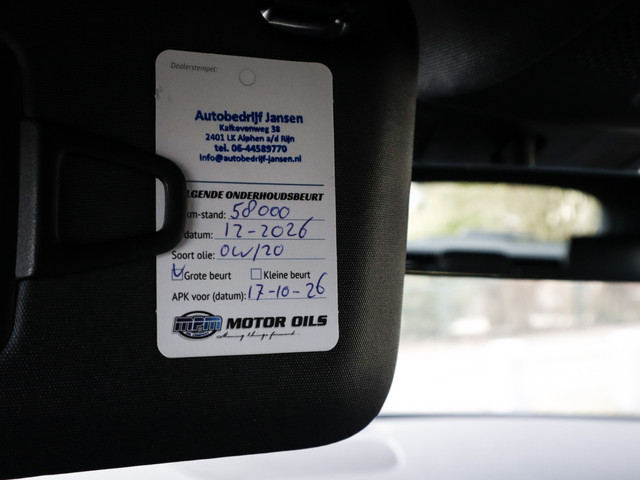 Dealerstempel:
Autobedrijf Jansen
Kalkovenweg 38
2401 LK Alphen a/d Rijn
tel. 06-44589770
info@autobedrijf-jansen.nl
LGENDE ONDERHOUDSBEURT
km-stand: 58000
datum: 12-2026
Soort olie: 0W/20
Grote beurt Kleine beurt
APK voor (datum): 17-10-26
MPM MOTOR OILS